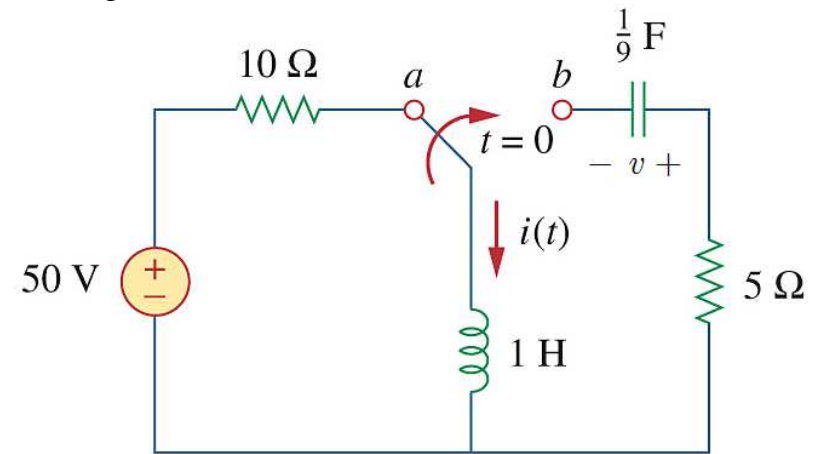 1/9 F
10 Ω
a
b
t = 0
− v +
i(t)
50 V
+
−
5 Ω
1 H